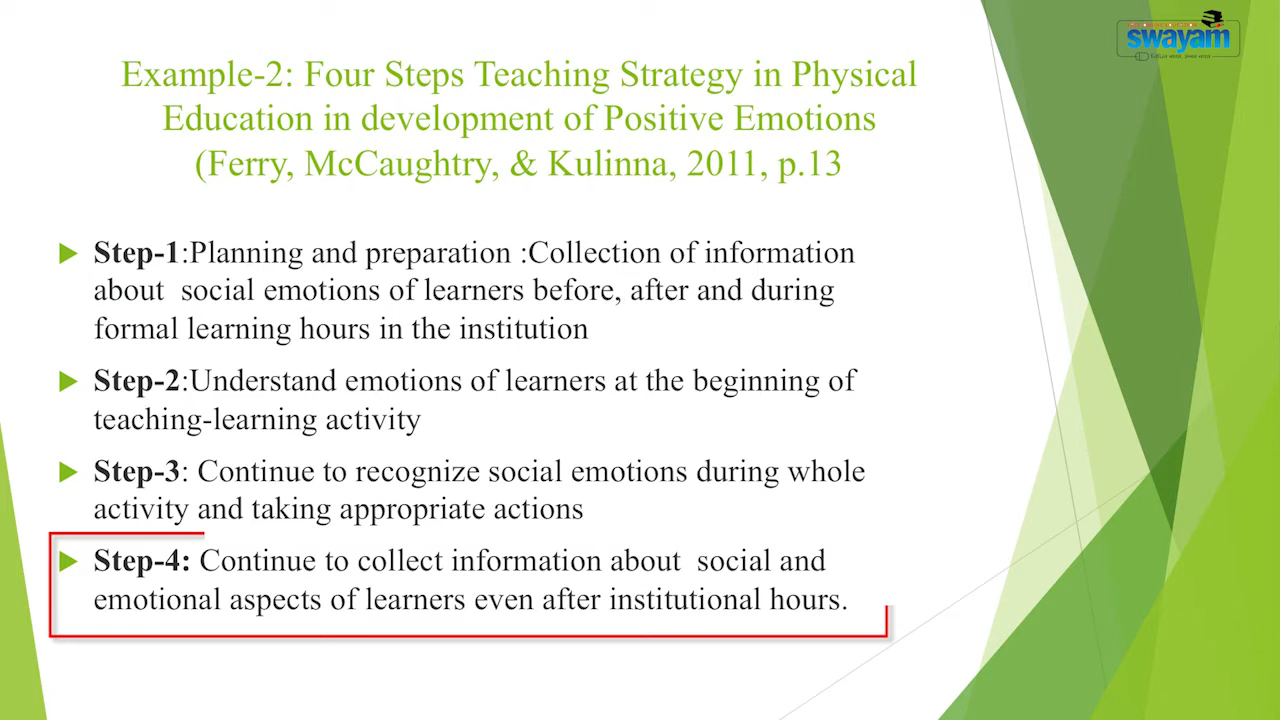 swayam
Example-2: Four Steps Teaching Strategy in Physical
Education in development of Positive Emotions
(Ferry, McCaughtry, & Kulinna, 2011, p.13
Step-1:Planning and preparation :Collection of information
about  social emotions of learners before, after and during
formal learning hours in the institution
Step-2:Understand emotions of learners at the beginning of
teaching-learning activity
Step-3: Continue to recognize social emotions during whole
activity and taking appropriate actions
Step-4: Continue to collect information about  social and
emotional aspects of learners even after institutional hours.